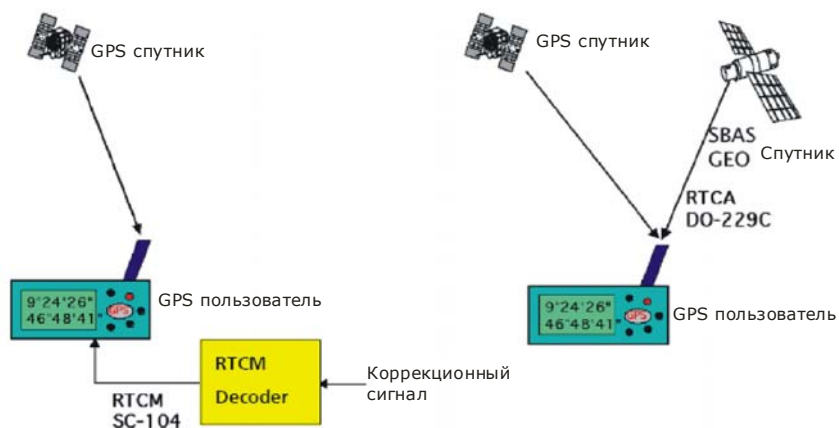 GPS спутник
9°24'26"
46°48'41"
GPS
GPS пользователь
RTCM
Decoder
RTCM
SC-104
Коррекционный
сигнал
GPS спутник
SBAS
GEO Спутник
RTCA
DO-229C
9°24'26"
46°48'41"
GPS
GPS пользователь